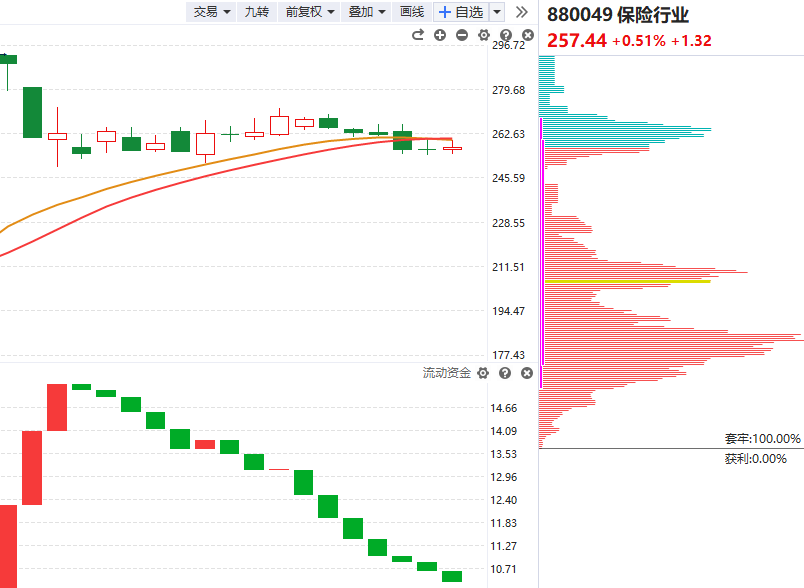 交易 九转 前复权 叠加 画线 自选
880049 保险行业
257.44 +0.51% +1.32
296.72
279.68
262.63
245.59
228.55
211.51
194.47
177.43
流动资金
14.66
14.09
13.53
12.96
12.40
11.83
11.27
10.71
套牢:100.00%
获利:0.00%